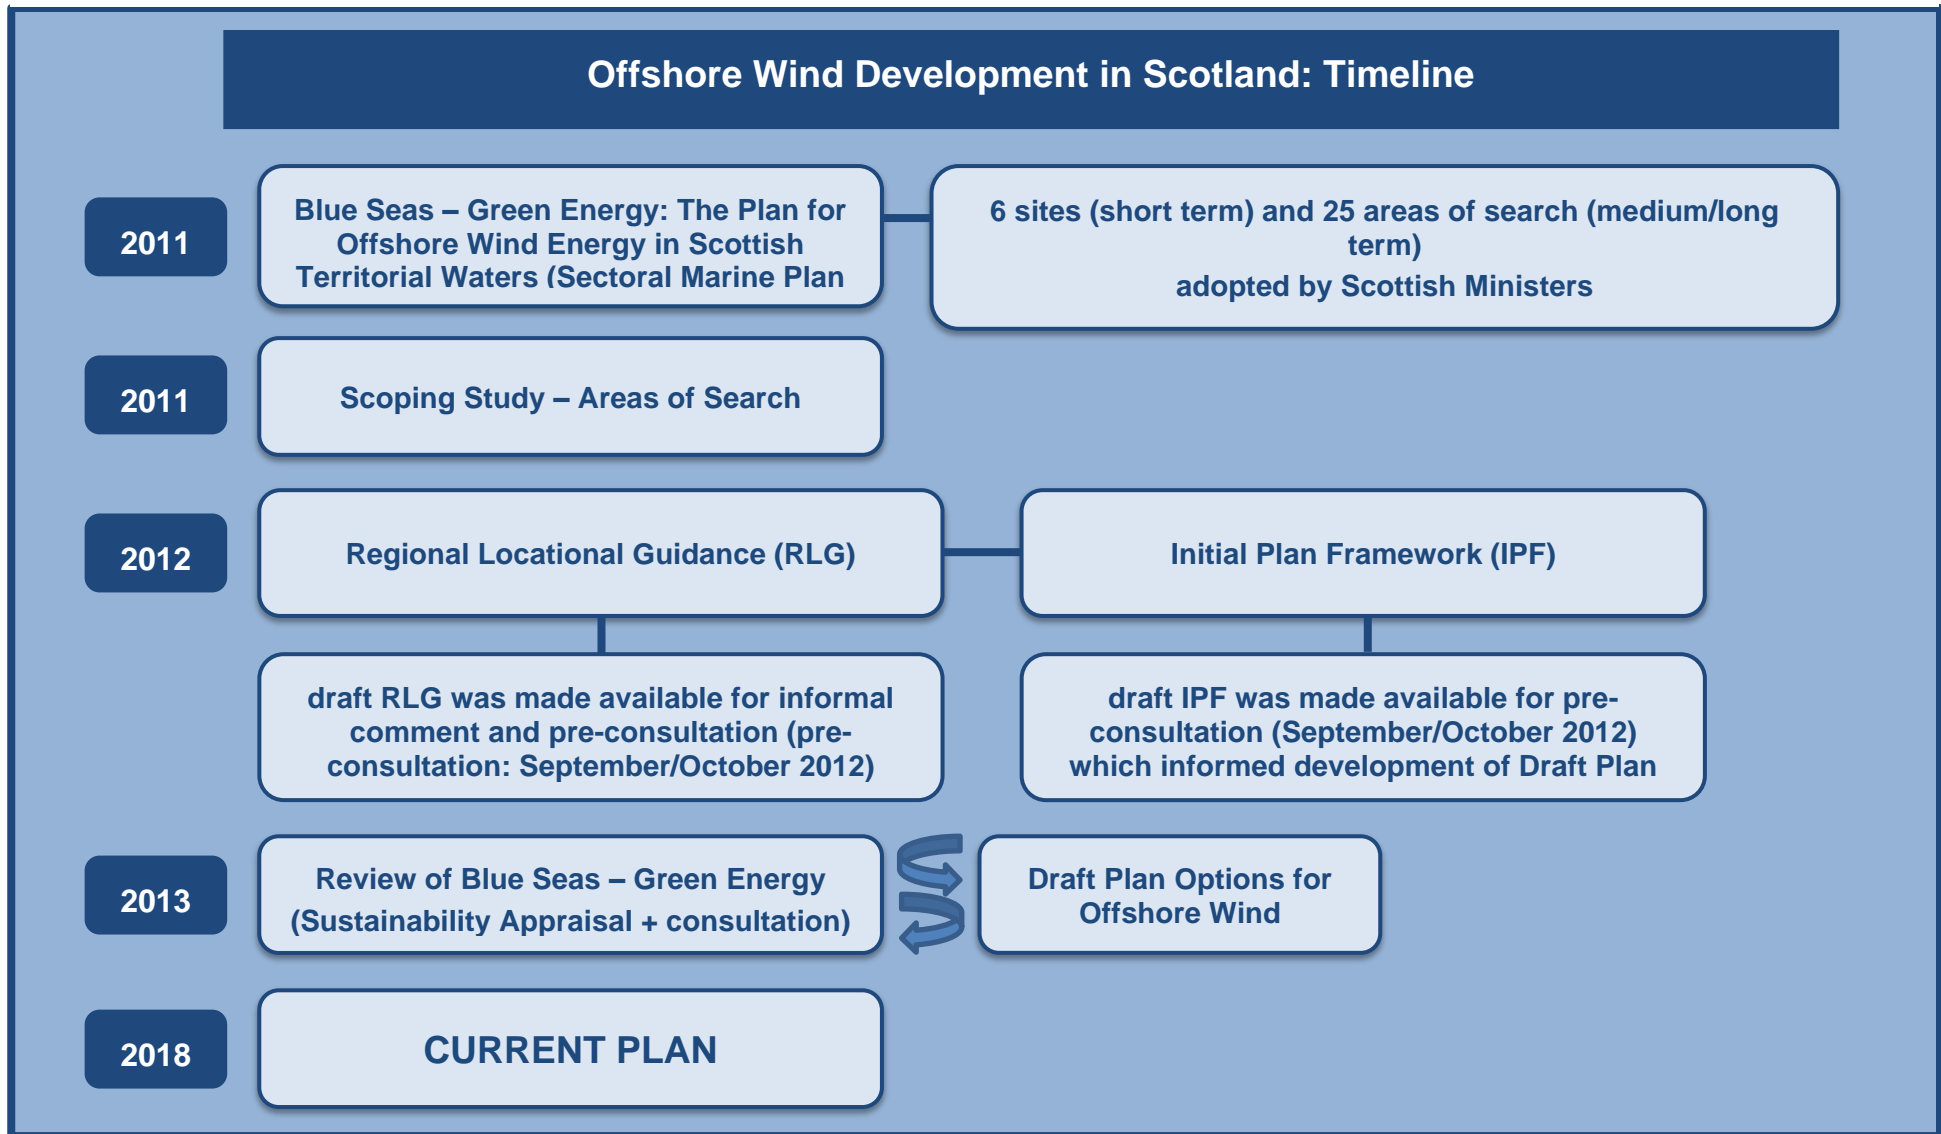 Offshore Wind Development in Scotland: Timeline
2011
Blue Seas – Green Energy: The Plan for
Offshore Wind Energy in Scottish
Territorial Waters (Sectoral Marine Plan
6 sites (short term) and 25 areas of search (medium/long
term)
adopted by Scottish Ministers
2011
Scoping Study – Areas of Search
2012
Regional Locational Guidance (RLG)
Initial Plan Framework (IPF)
draft RLG was made available for informal
comment and pre-consultation (pre-
consultation: September/October 2012)
draft IPF was made available for pre-
consultation (September/October 2012)
which informed development of Draft Plan
2013
Review of Blue Seas – Green Energy
(Sustainability Appraisal + consultation)
Draft Plan Options for
Offshore Wind
2018
CURRENT PLAN